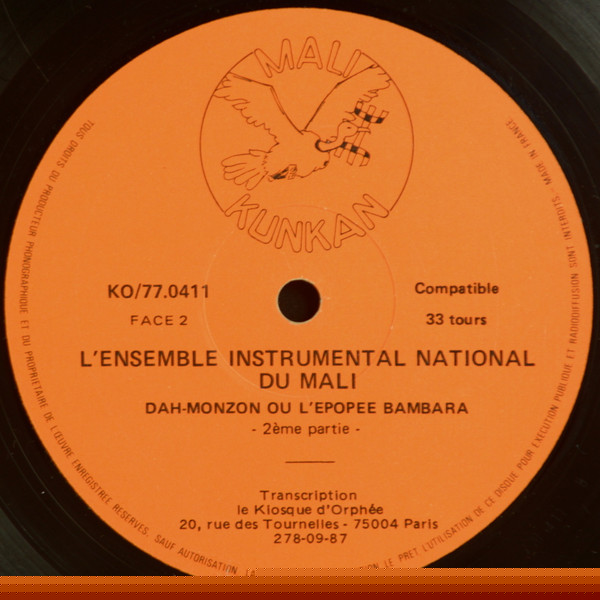 MALI
KUNKAN
KO/77.0411
FACE 2
Compatible
33 tours
L'ENSEMBLE INSTRUMENTAL NATIONAL
DU MALI
DAH-MONZON OU L'EPOPEE BAMBARA
- 2ème partie -
Transcription
le Kiosque d'Orphée
20, rue des Tournelles - 75004 Paris
278-09-87
TOUS DROITS DU PRODUCTEUR PHONOGRAPHIQUE ET DU PROPRIETAIRE DE L'ŒUVRE ENREGISTREE RESERVES. SAUF AUTORISATION LA LE PRET L'UTILISATION DE CE DISQUE POUR EXECUTION PUBLIQUE ET RADIODIFFUSION SONT INTERDITS - MADE IN FRANCE